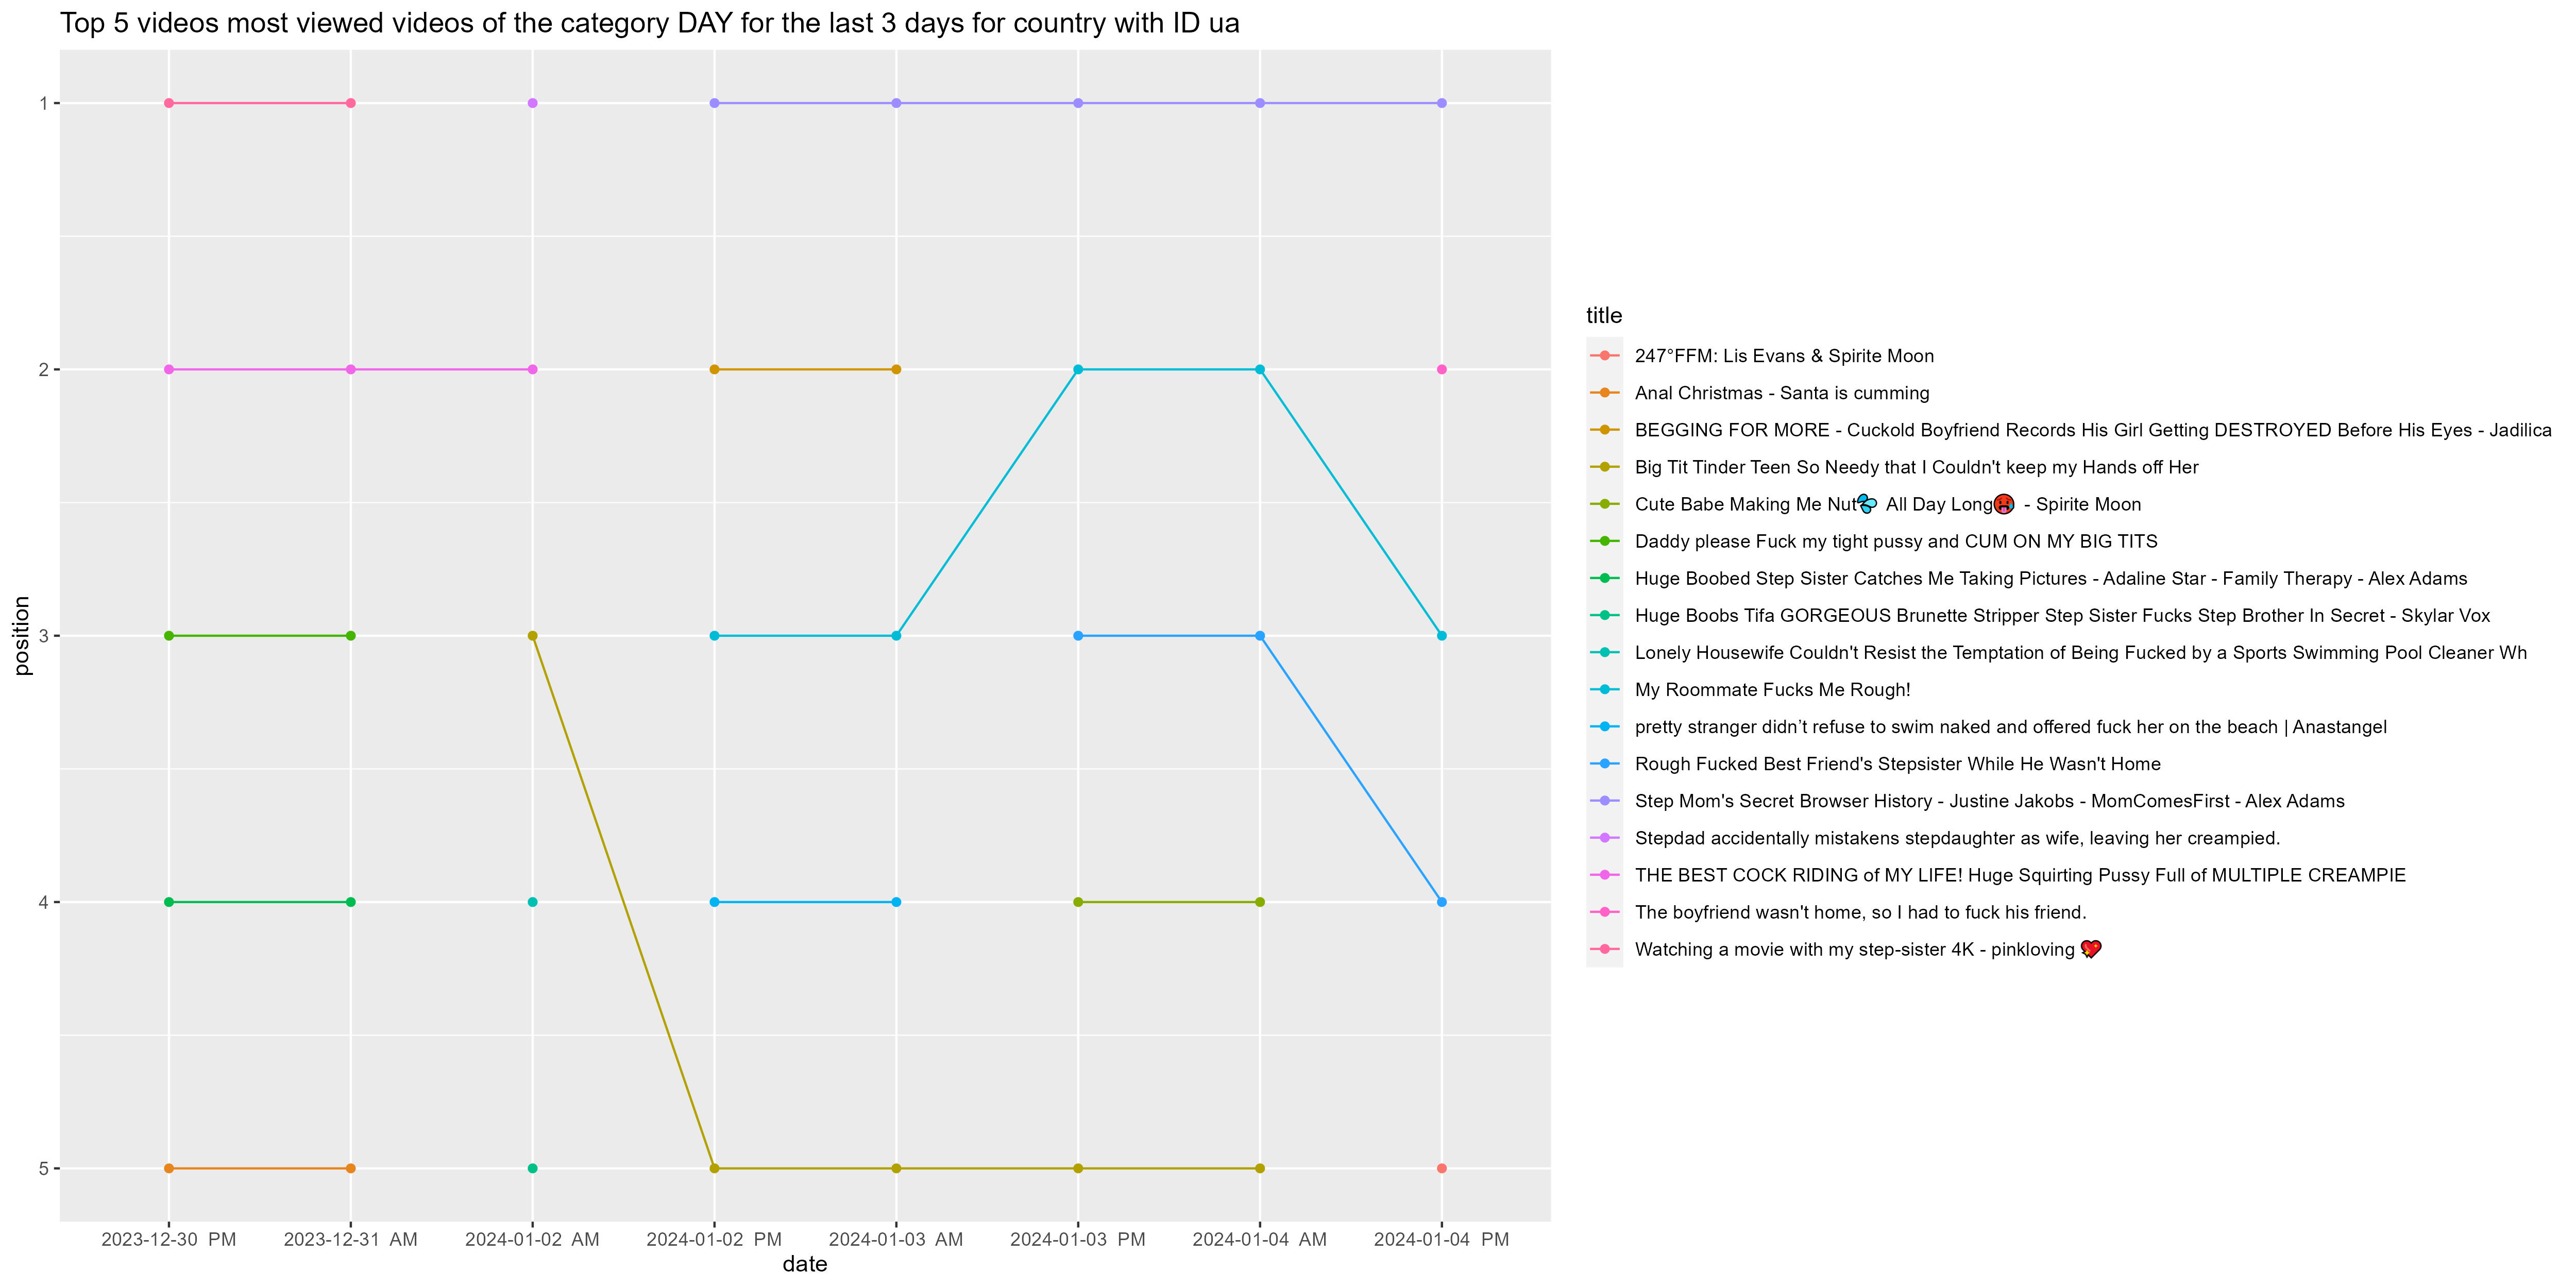 Top 5 videos most viewed videos of the category DAY for the last 3 days for country with ID ua
position
1
2
3
4
5
2023-12-30 PM
2023-12-31 AM
2024-01-02 AM
2024-01-02 PM
2024-01-03 AM
2024-01-03 PM
2024-01-04 AM
2024-01-04 PM
date
title
247°FFM: Lis Evans & Spirite Moon
Anal Christmas - Santa is cumming
BEGGING FOR MORE - Cuckold Boyfriend Records His Girl Getting DESTROYED Before His Eyes - Jadilica
Big Tit Tinder Teen So Needy that I Couldn't keep my Hands off Her
Cute Babe Making Me Nut💦 All Day Long🥵 - Spirite Moon
Daddy please Fuck my tight pussy and CUM ON MY BIG TITS
Huge Boobed Step Sister Catches Me Taking Pictures - Adaline Star - Family Therapy - Alex Adams
Huge Boobs Tifa GORGEOUS Brunette Stripper Step Sister Fucks Step Brother In Secret - Skylar Vox
Lonely Housewife Couldn't Resist the Temptation of Being Fucked by a Sports Swimming Pool Cleaner Wh
My Roommate Fucks Me Rough!
pretty stranger didn’t refuse to swim naked and offered fuck her on the beach | Anastangel
Rough Fucked Best Friend's Stepsister While He Wasn't Home
Step Mom's Secret Browser History - Justine Jakobs - MomComesFirst - Alex Adams
Stepdad accidentally mistakens stepdaughter as wife, leaving her creampied.
THE BEST COCK RIDING of MY LIFE! Huge Squirting Pussy Full of MULTIPLE CREAMPIE
The boyfriend wasn't home, so I had to fuck his friend.
Watching a movie with my step-sister 4K - pinkloving 💖